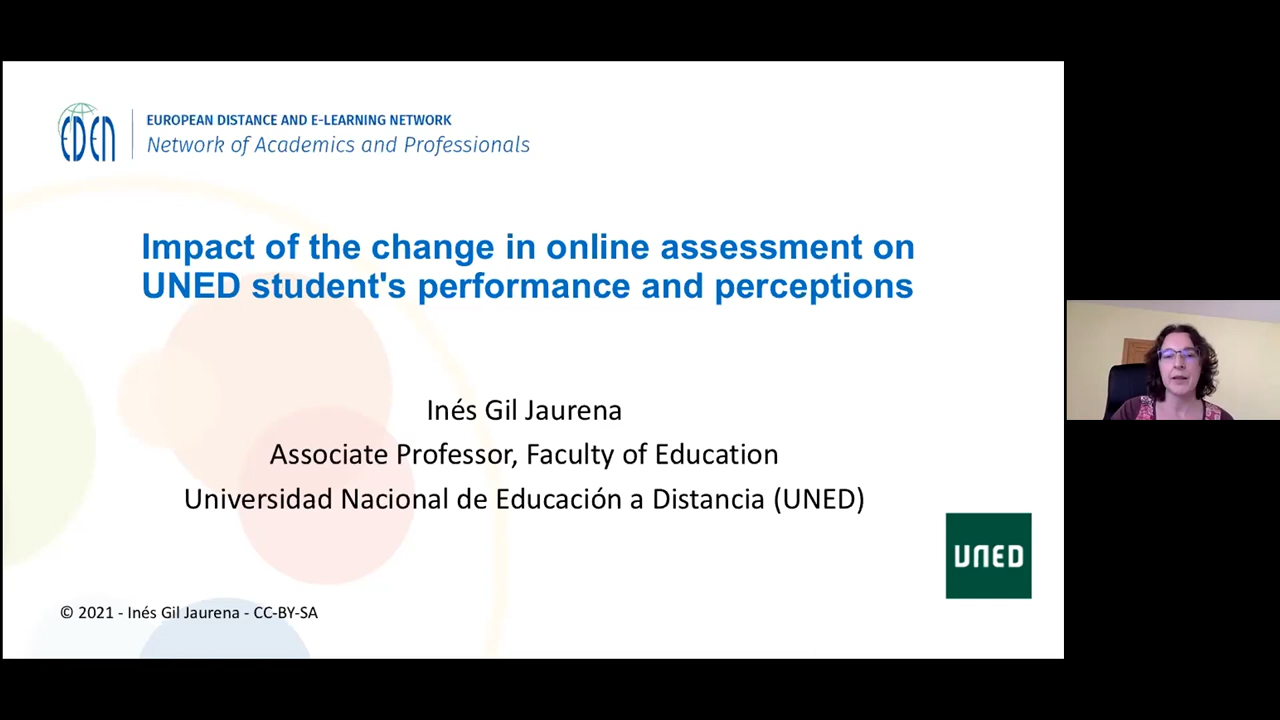 EDEN
EUROPEAN DISTANCE AND E-LEARNING NETWORK
Network of Academics and Professionals
Impact of the change in online assessment on
UNED student's performance and perceptions
Inés Gil Jaurena
Associate Professor, Faculty of Education
Universidad Nacional de Educación a Distancia (UNED)
UNED
© 2021 - Inés Gil Jaurena - CC-BY-SA